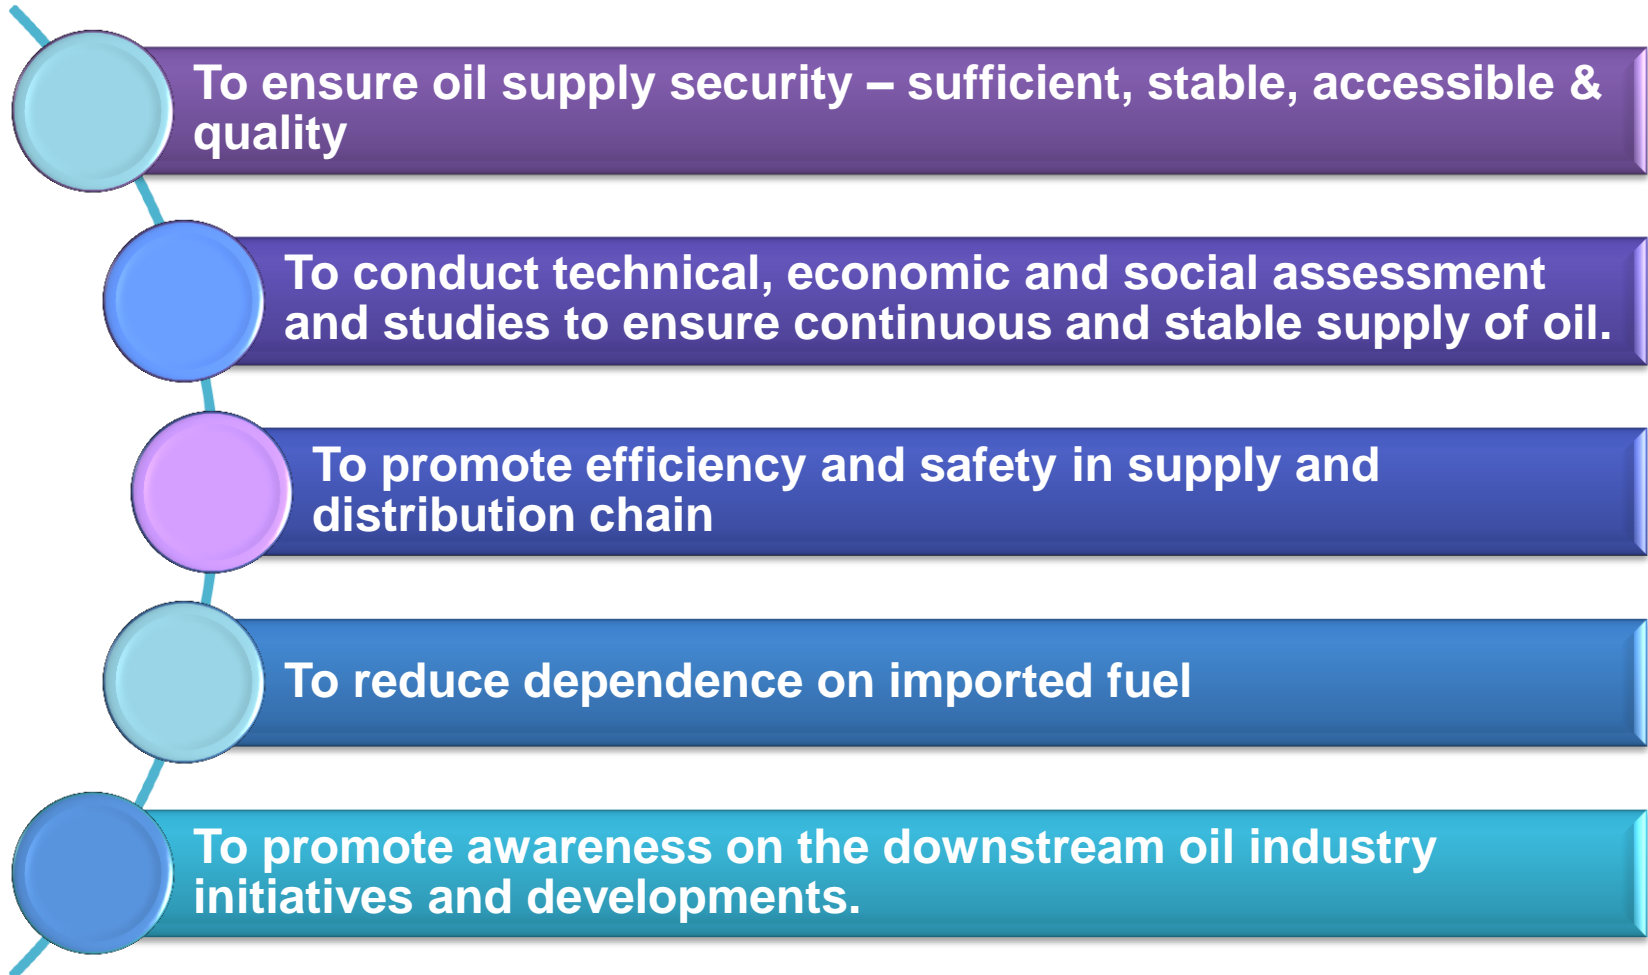 To ensure oil supply security – sufficient, stable, accessible &
quality
To conduct technical, economic and social assessment
and studies to ensure continuous and stable supply of oil.
To promote efficiency and safety in supply and
distribution chain
To reduce dependence on imported fuel
To promote awareness on the downstream oil industry
initiatives and developments.